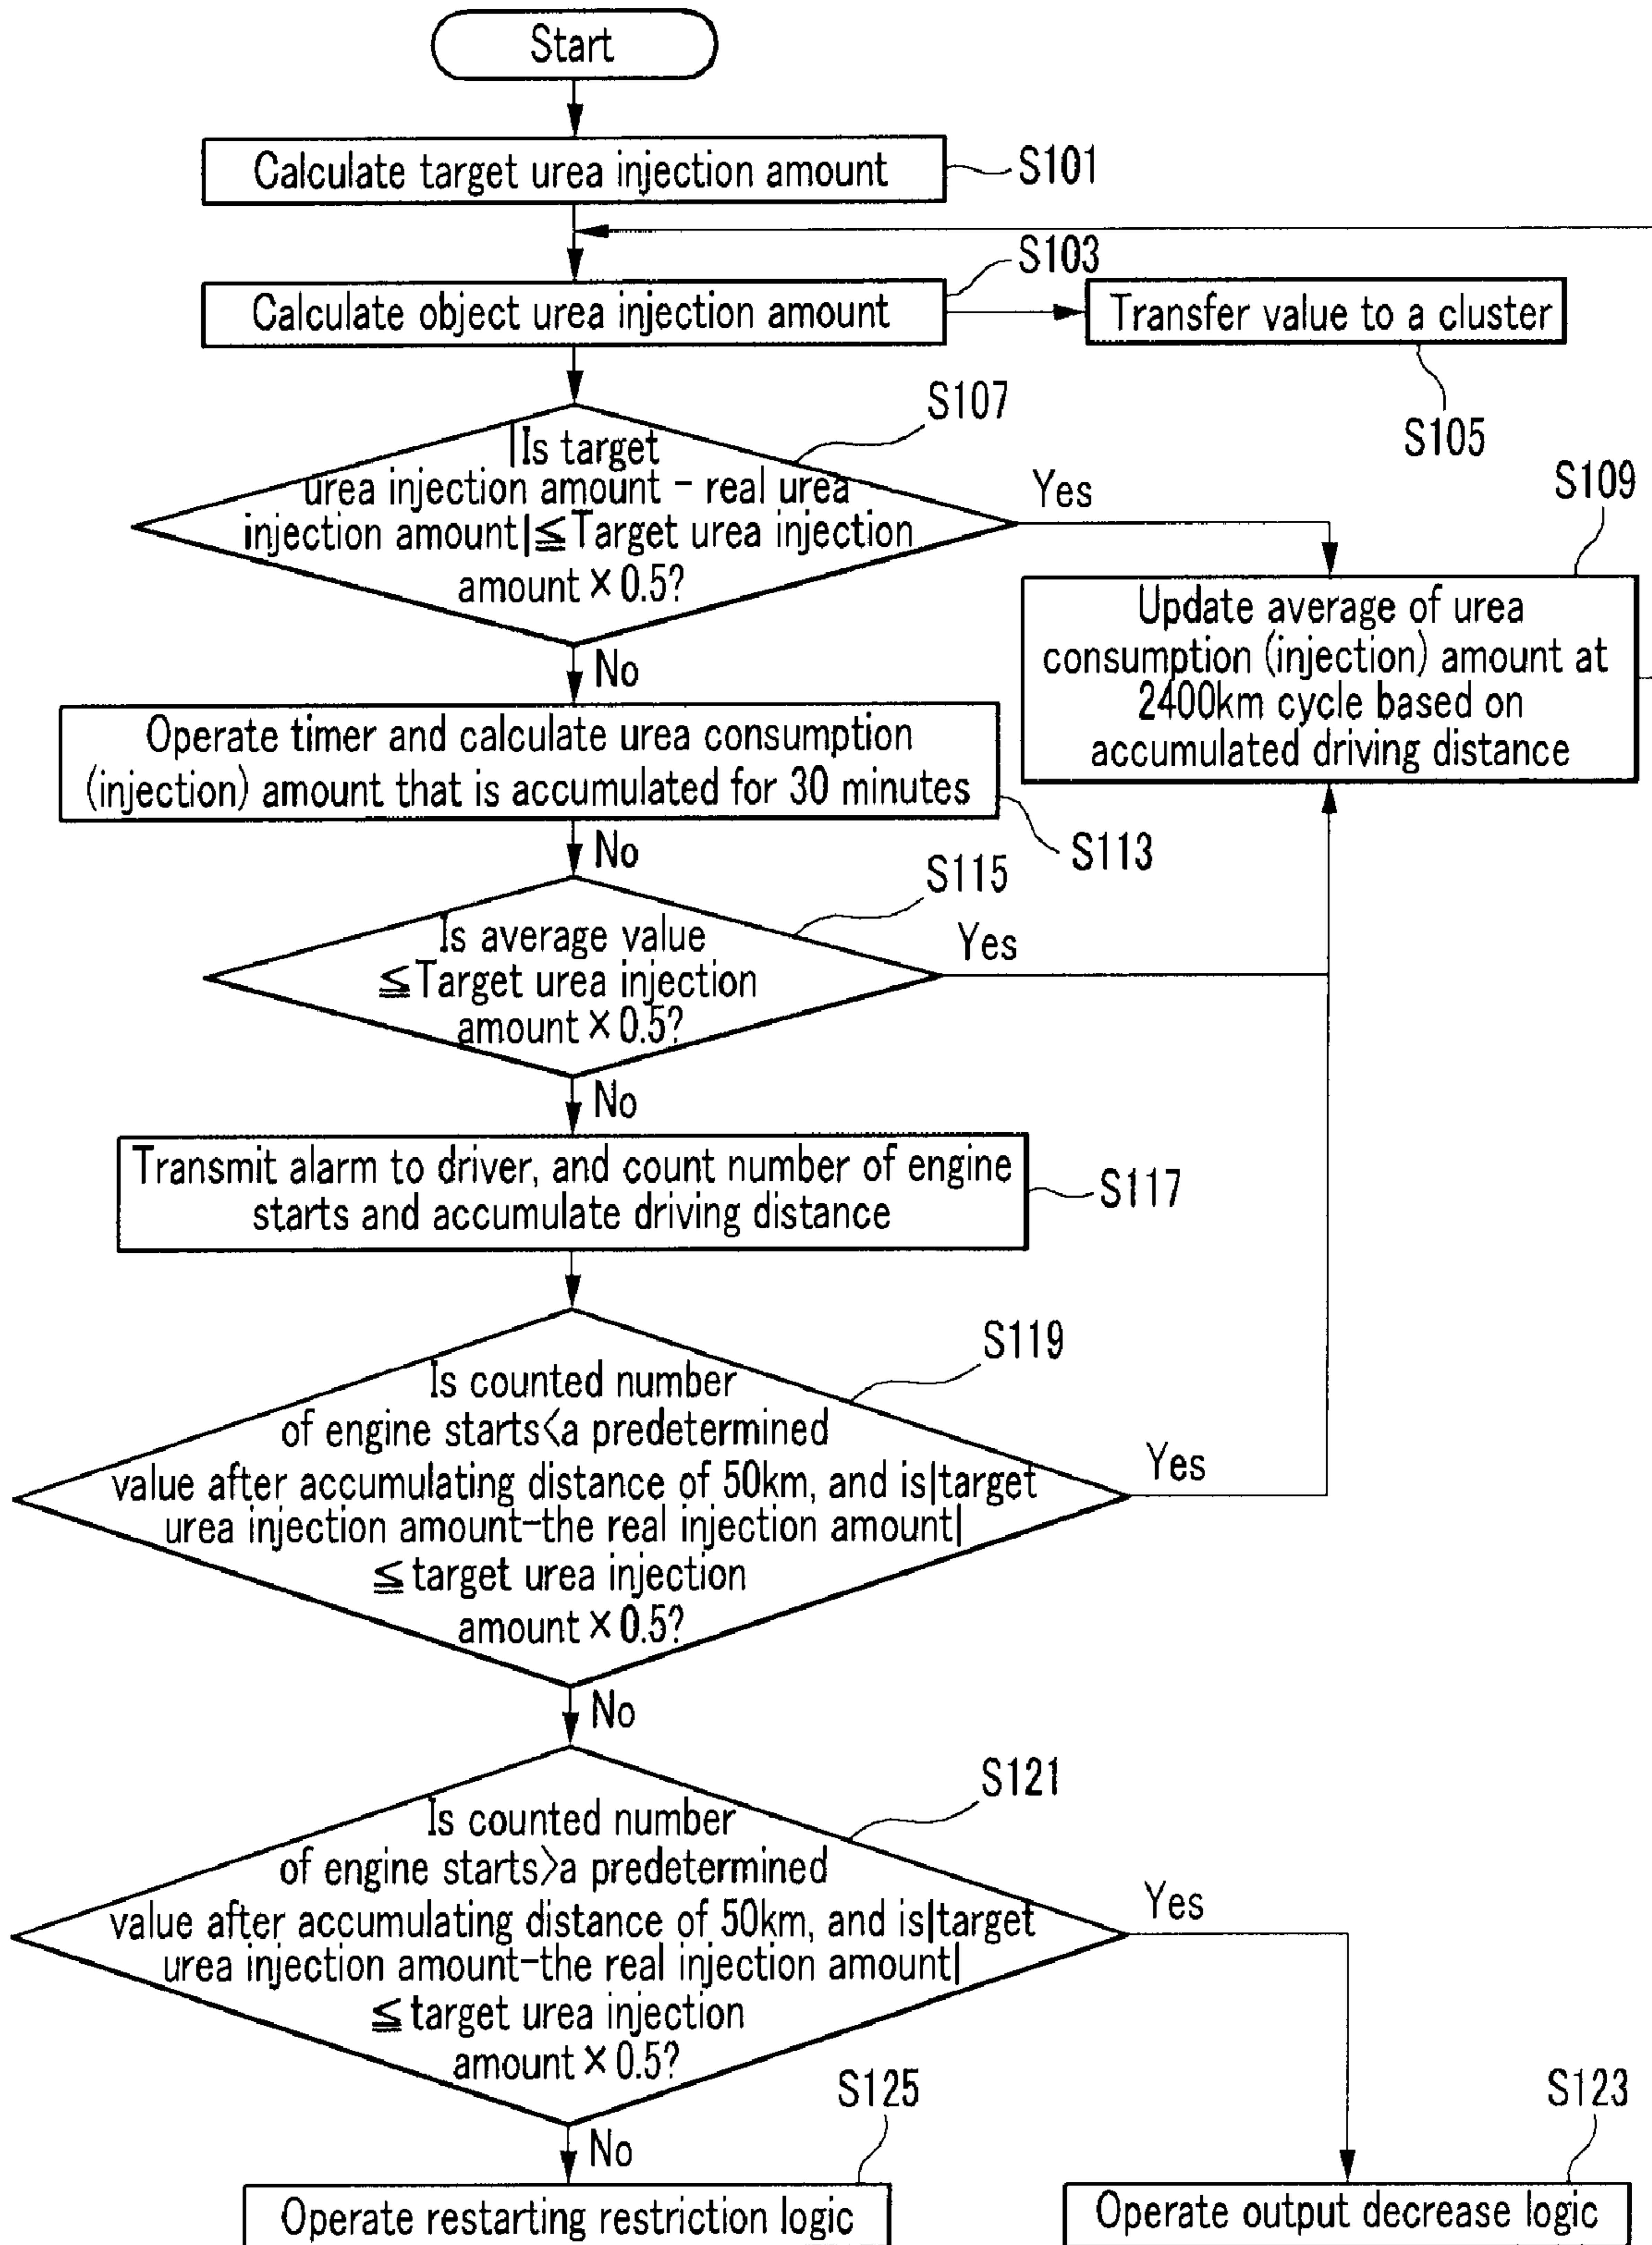 Start
Calculate target urea injection amount
S101
S103
Calculate object urea injection amount
Transfer value to a cluster
S105
S107
|Is target
urea injection amount - real urea
injection amount|≦Target urea injection
amount×0.5?
Yes
No
S109
Update average of urea
consumption (injection) amount at
2400km cycle based on
accumulated driving distance
Operate timer and calculate urea consumption
(injection) amount that is accumulated for 30 minutes
S113
No
S115
Is average value
≦Target urea injection
amount×0.5?
Yes
No
Transmit alarm to driver, and count number of engine
starts and accumulate driving distance
S117
S119
Is counted number
of engine starts<a predetermined
value after accumulating distance of 50km, and is|target
urea injection amount-the real injection amount|
≦target urea injection
amount×0.5?
Yes
No
S121
Is counted number
of engine starts>a predetermined
value after accumulating distance of 50km, and is|target
urea injection amount-the real injection amount|
≦target urea injection
amount×0.5?
Yes
No
S125
Operate restarting restriction logic
S123
Operate output decrease logic